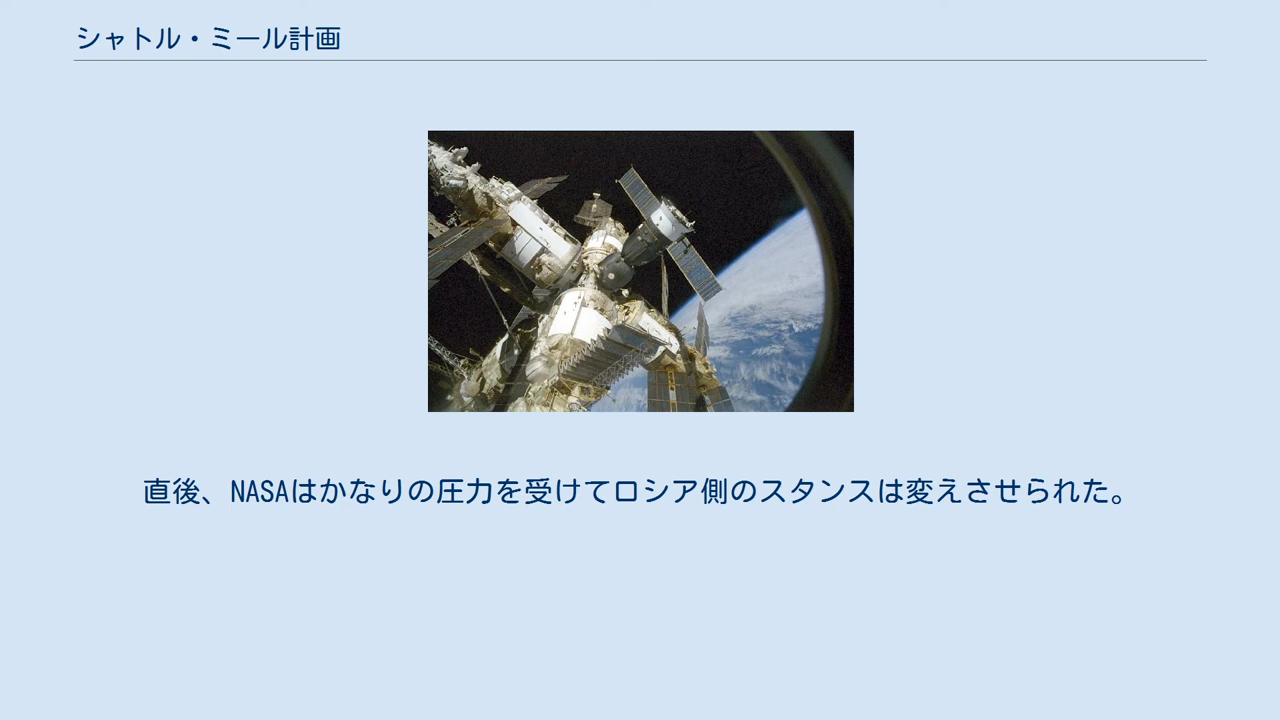 シャトル・ミール計画
直後、NASAはかなりの圧力を受けてロシア側のスタンスは変えさせられた。